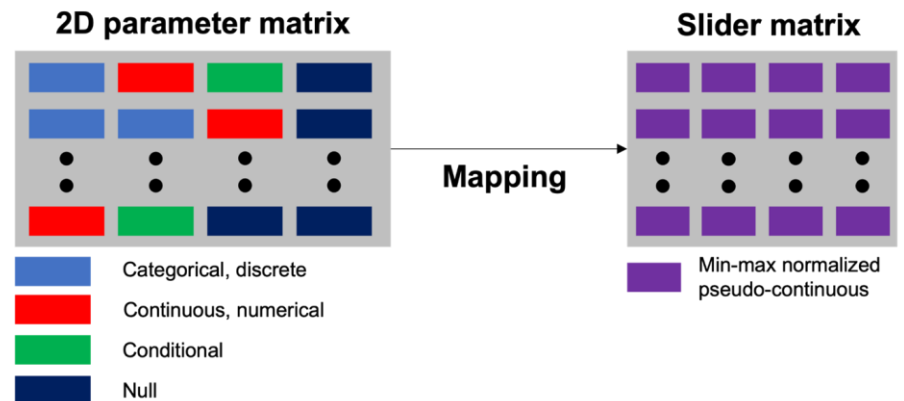 2D parameter matrix
Slider matrix
Mapping
Categorical, discrete
Continuous, numerical
Conditional
Null
Min-max normalized
pseudo-continuous